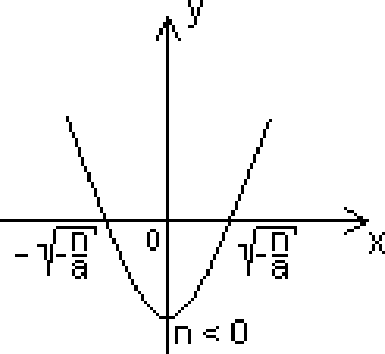 y
x
0
-√-n/a
√-n/a
n < 0